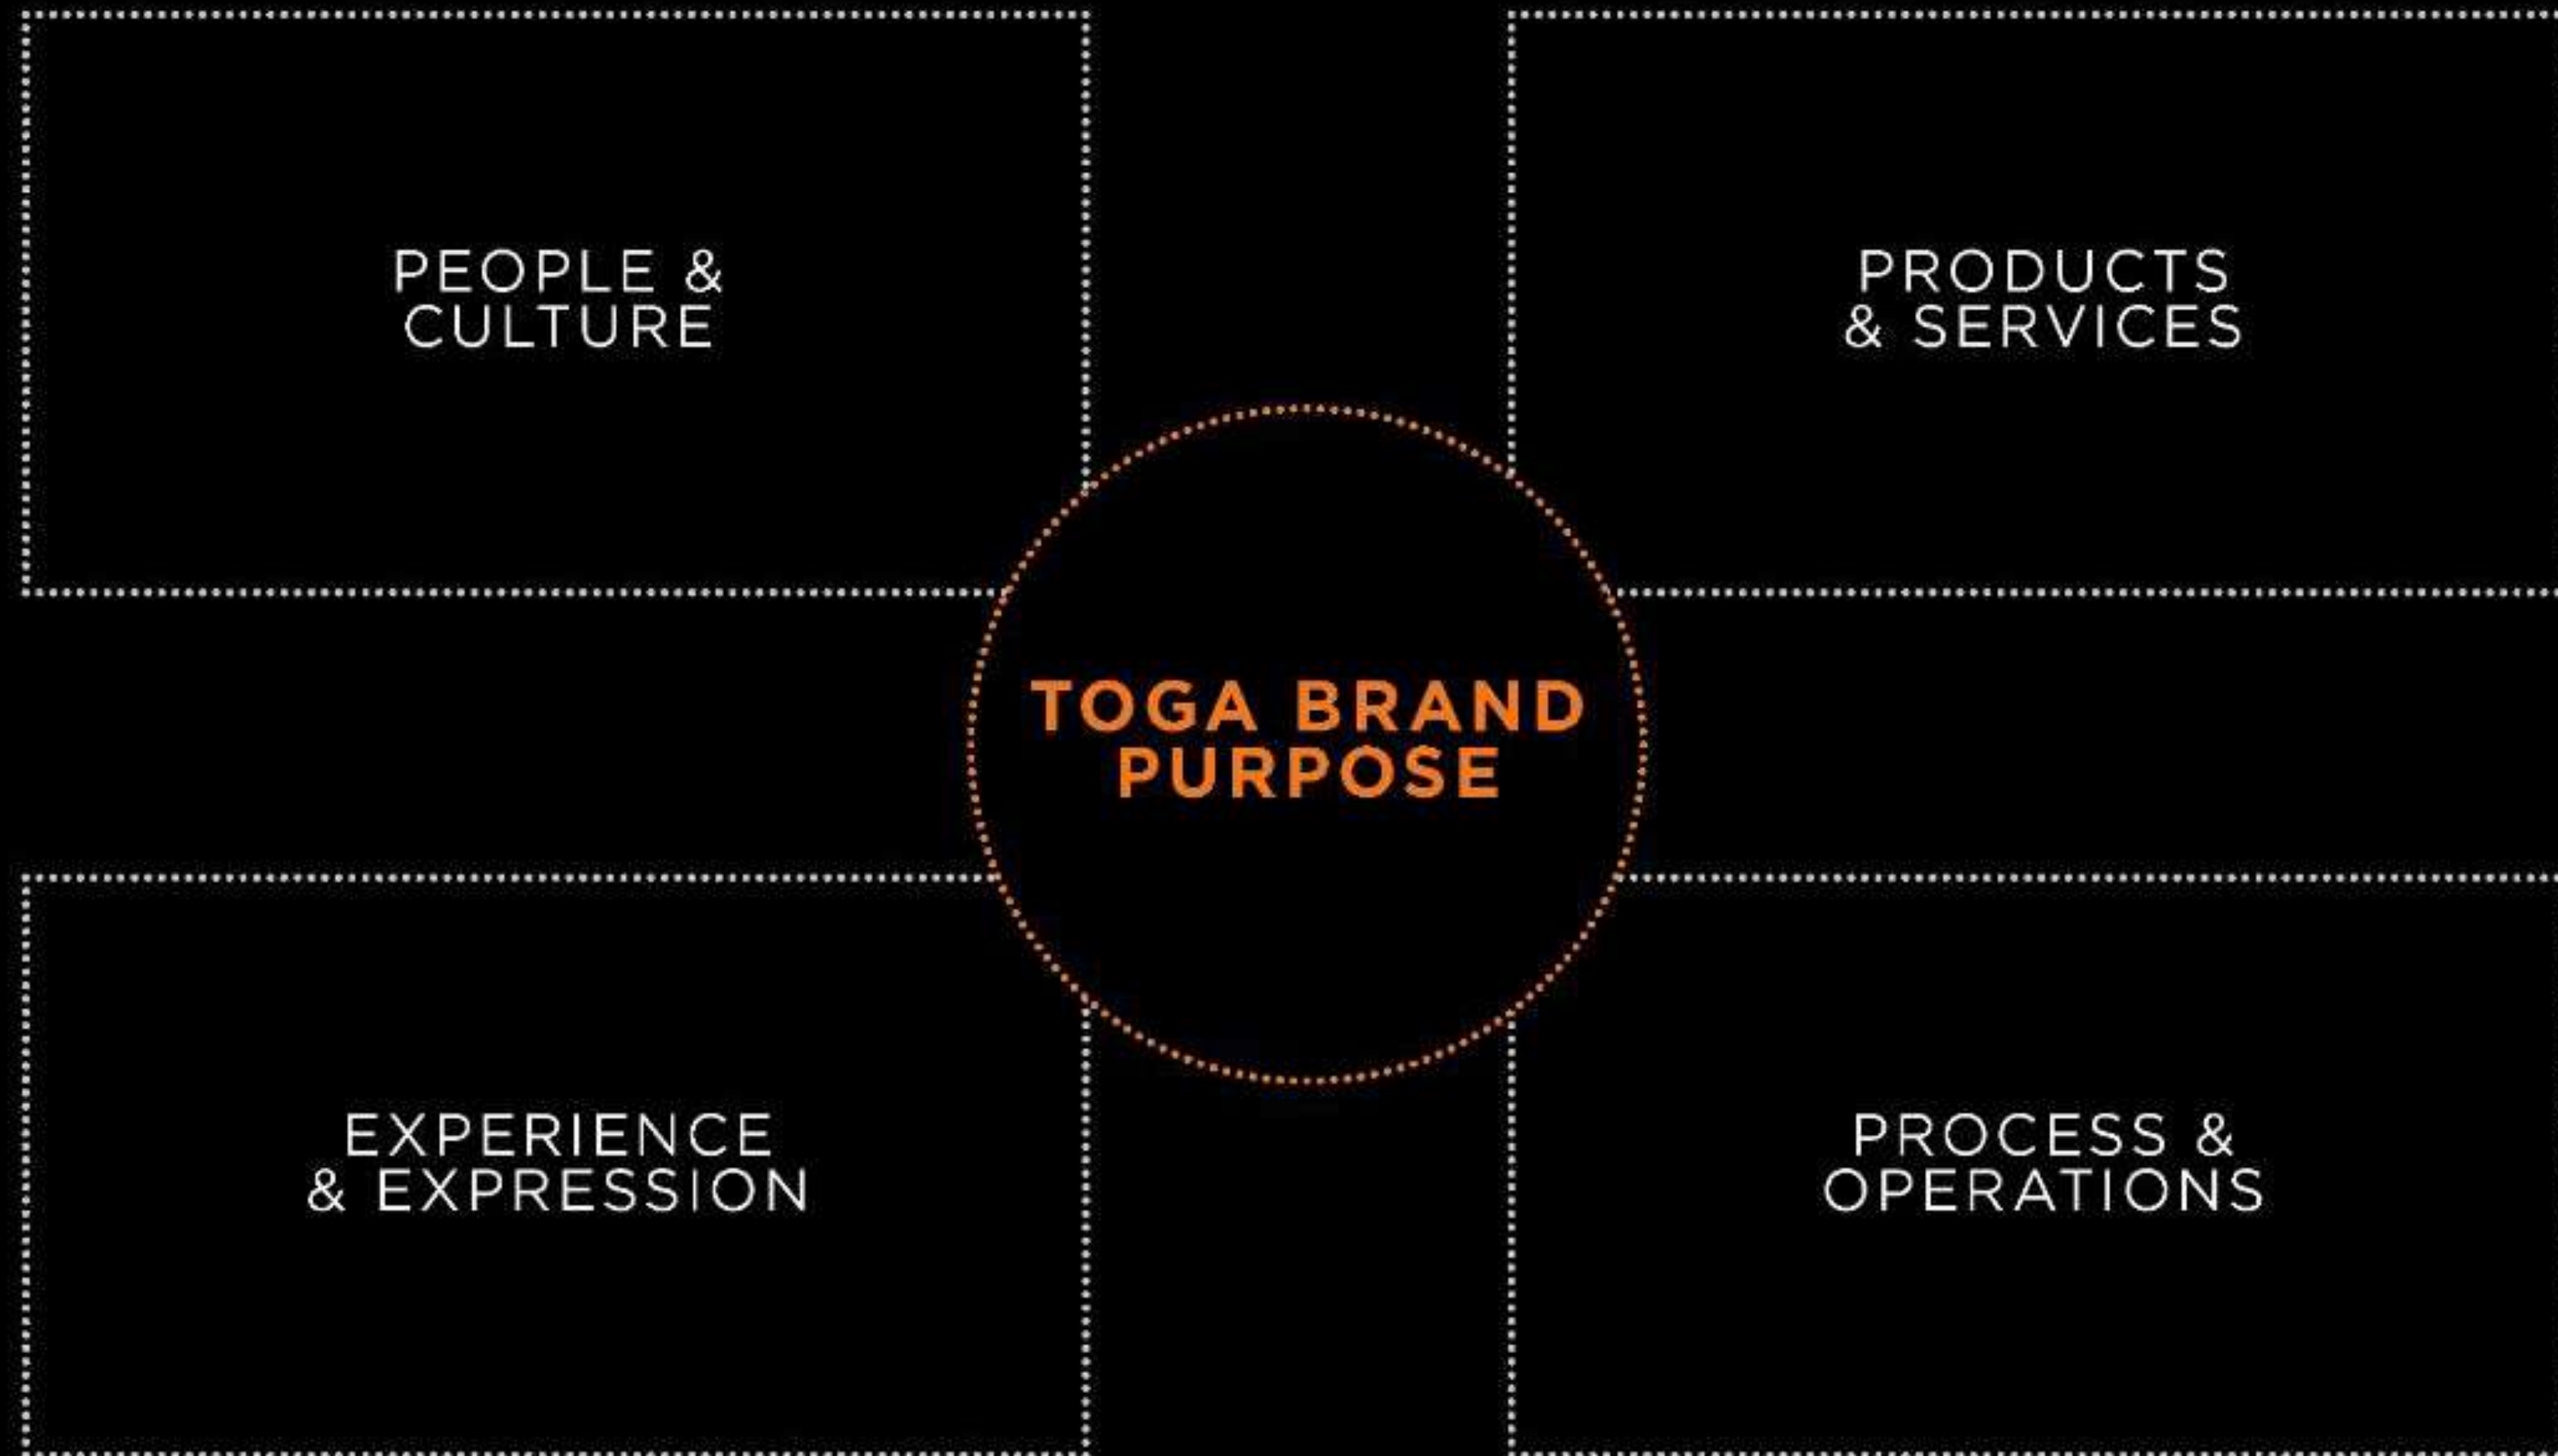 PEOPLE &
CULTURE
PRODUCTS
& SERVICES
TOGA BRAND
PURPOSE
EXPERIENCE
& EXPRESSION
PROCESS &
OPERATIONS